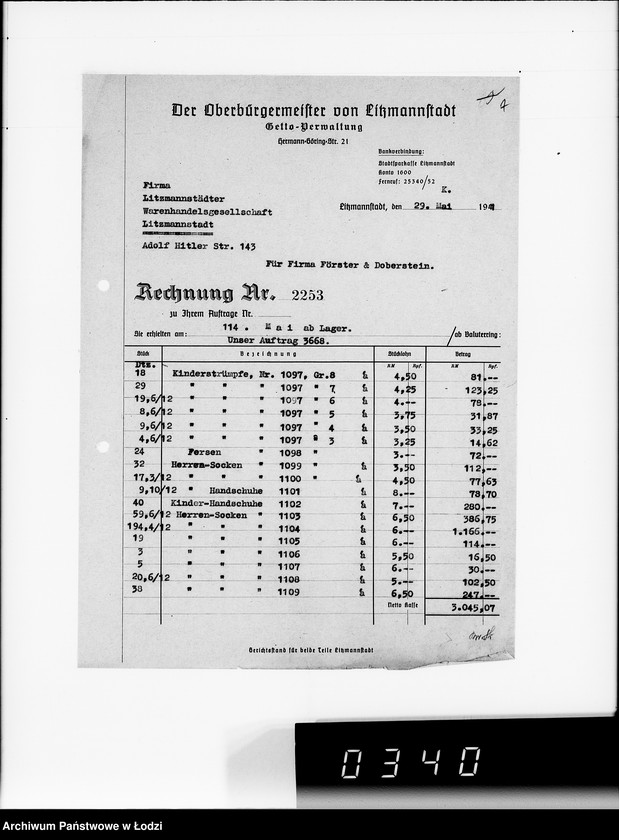 Der Oberbürgermeister von Litzmannstadt
Getto-Verwaltung
Hermann-Göring-Str. 21
Bankverbindung:
Stadtsparkasse Litzmannstadt
Konto 1000
Fernruf: 25340/52
K.
Firma
Litzmannstädter
Warenhandelsgesellschaft
Litzmannstadt
Adolf Hitler Str. 143
Litzmannstadt, den 29. Mai 194
Für Firma Förster & Doberstein.
Rechnung Nr. 2253
zu Ihrem Auftrage Nr.
Sie erhielten am: 114. Mai ab Lager. ab Baluterring:
Unser Auftrag 3668.
Stück Bezeichnung Stücklohn Betrag
Dtz. RM Rpf. RM Rpf.
18 Kinderstrümpfe, Nr. 1097, Gr.8 à 4,50 81.--
29 " " " 1097 " 7 à 4,25 123,25
19,6/12 " " " 1097 " 6 à 4.-- 78.--
8,6/12 " " " 1097 " 5 à 3,75 31,87
9,6/12 " " " 1097 " 4 à 3,50 33,25
4,6/12 " " " 1097 " 3 à 3,25 14,62
24 Fersen " 1098 " 3.-- 72.--
32 Herren-Socken " 1099 " à 3,50 112,--
17,3/12 " " " 1100 " à 4,50 77,63
9,10/12 " Handschuhe 1101 à 8.-- 78,70
40 Kinder-Handschuhe 1102 à 7.-- 280.--
59,6/12 Herren-Socken " 1103 à 6,50 386,75
194,4/12 " " " 1104 à 6.-- 1.166.--
19 " " " 1105 à 6.-- 114.--
3 " " " 1106 à 5,50 16,50
5 " " " 1107 à 6.-- 30.--
20,6/12 " " " 1108 à 5.-- 102,50
38 " " " 1109 à 6,50 247.--
Netto Kasse 3.045,07
Gerichtsstand für beide Teile Litzmannstadt
0340
Archiwum Państwowe w Łodzi